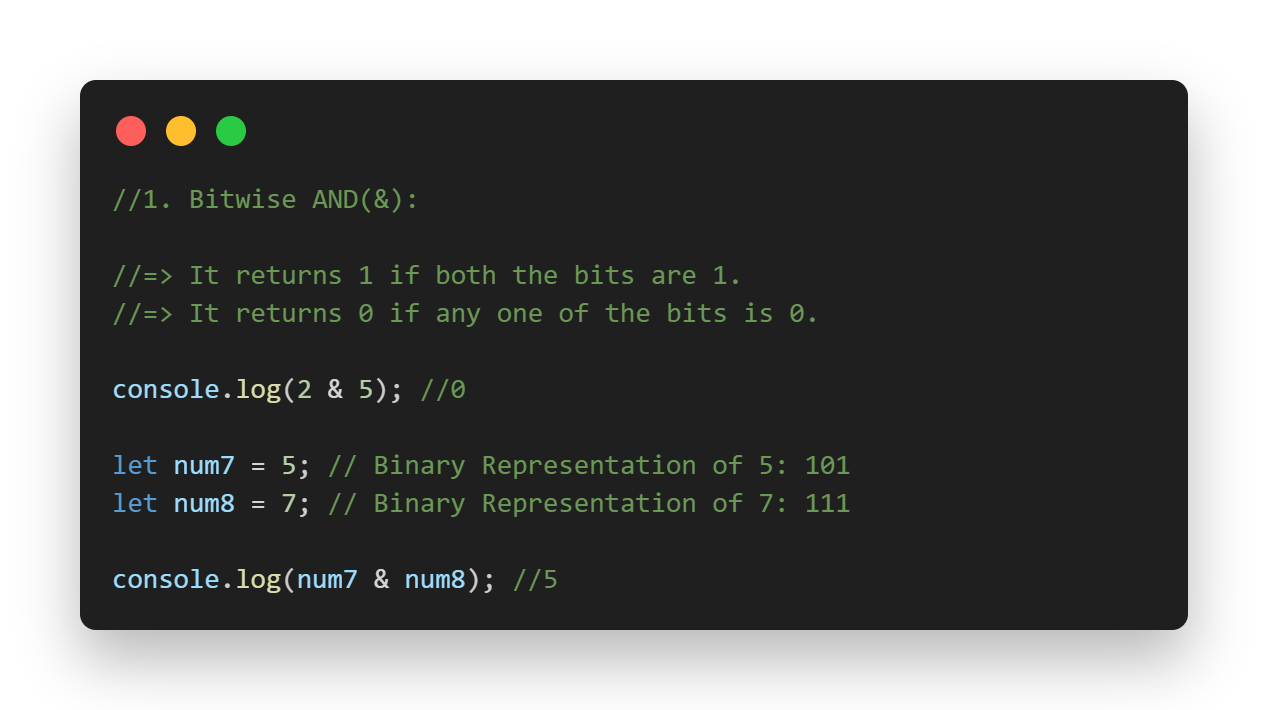 //1. Bitwise AND(&):
//=> It returns 1 if both the bits are 1.
//=> It returns 0 if any one of the bits is 0.
console.log(2 & 5); //0
let num7 = 5; // Binary Representation of 5: 101
let num8 = 7; // Binary Representation of 7: 111
console.log(num7 & num8); //5